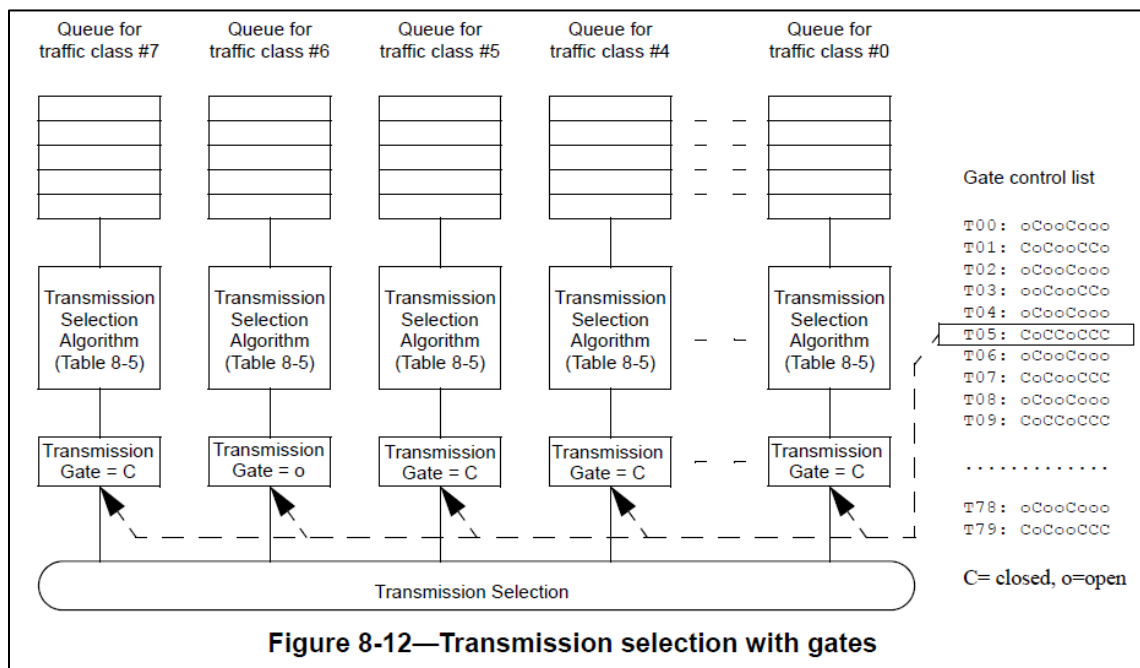 Queue for
traffic class #7
Queue for
traffic class #6
Queue for
traffic class #5
Queue for
traffic class #4
Queue for
traffic class #0
Transmission
Selection
Algorithm
(Table 8-5)
Transmission
Selection
Algorithm
(Table 8-5)
Transmission
Selection
Algorithm
(Table 8-5)
Transmission
Selection
Algorithm
(Table 8-5)
Transmission
Selection
Algorithm
(Table 8-5)
Transmission
Gate = C
Transmission
Gate = o
Transmission
Gate = C
Transmission
Gate = C
Transmission
Gate = C
Transmission Selection
Gate control list
T00: oCooCooo
T01: CoCooCCo
T02: oCooCooo
T03: ooCooCCo
T04: oCooCooo
T05: CoCCoCCC
T06: oCooCooo
T07: CoCooCCC
T08: oCooCooo
T09: CoCCoCCC
. . . . . . . . . . . . .
T78: oCooCooo
T79: CoCooCCC
C= closed, o=open
Figure 8-12—Transmission selection with gates